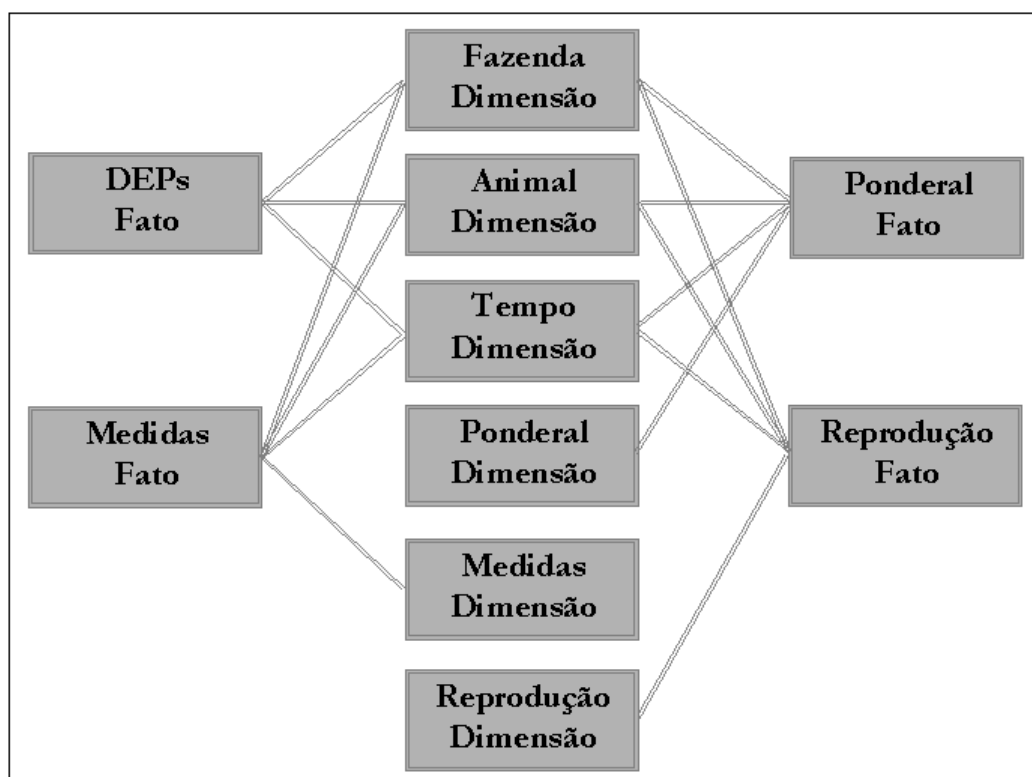 Fazenda
Dimensão
DEPs
Fato
Animal
Dimensão
Ponderal
Fato
Tempo
Dimensão
Medidas
Fato
Ponderal
Dimensão
Reprodução
Fato
Medidas
Dimensão
Reprodução
Dimensão